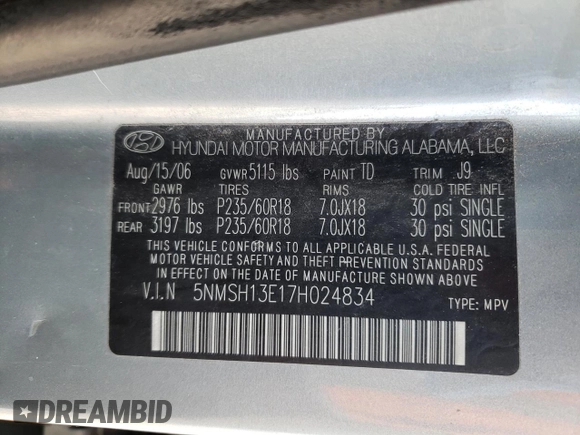 MANUFACTURED BY
HYUNDAI MOTOR MANUFACTURING ALABAMA, LLC
Aug/15/06 GVWR 5115 lbs PAINT TD TRIM J9
GAWR TIRES RIMS COLD TIRE INFL
FRONT 2976 lbs P235/60R18 7.0JX18 30 psi SINGLE
REAR 3197 lbs P235/60R18 7.0JX18 30 psi SINGLE
THIS VEHICLE CONFORMS TO ALL APPLICABLE U.S.A. FEDERAL
MOTOR VEHICLE SAFETY AND THEFT PREVENTION STANDARDS
IN EFFECT ON THE DATE OF MANUFACTURE SHOWN ABOVE.
V.I.N 5NMSH13E17H024834 TYPE: MPV
DREAMBID